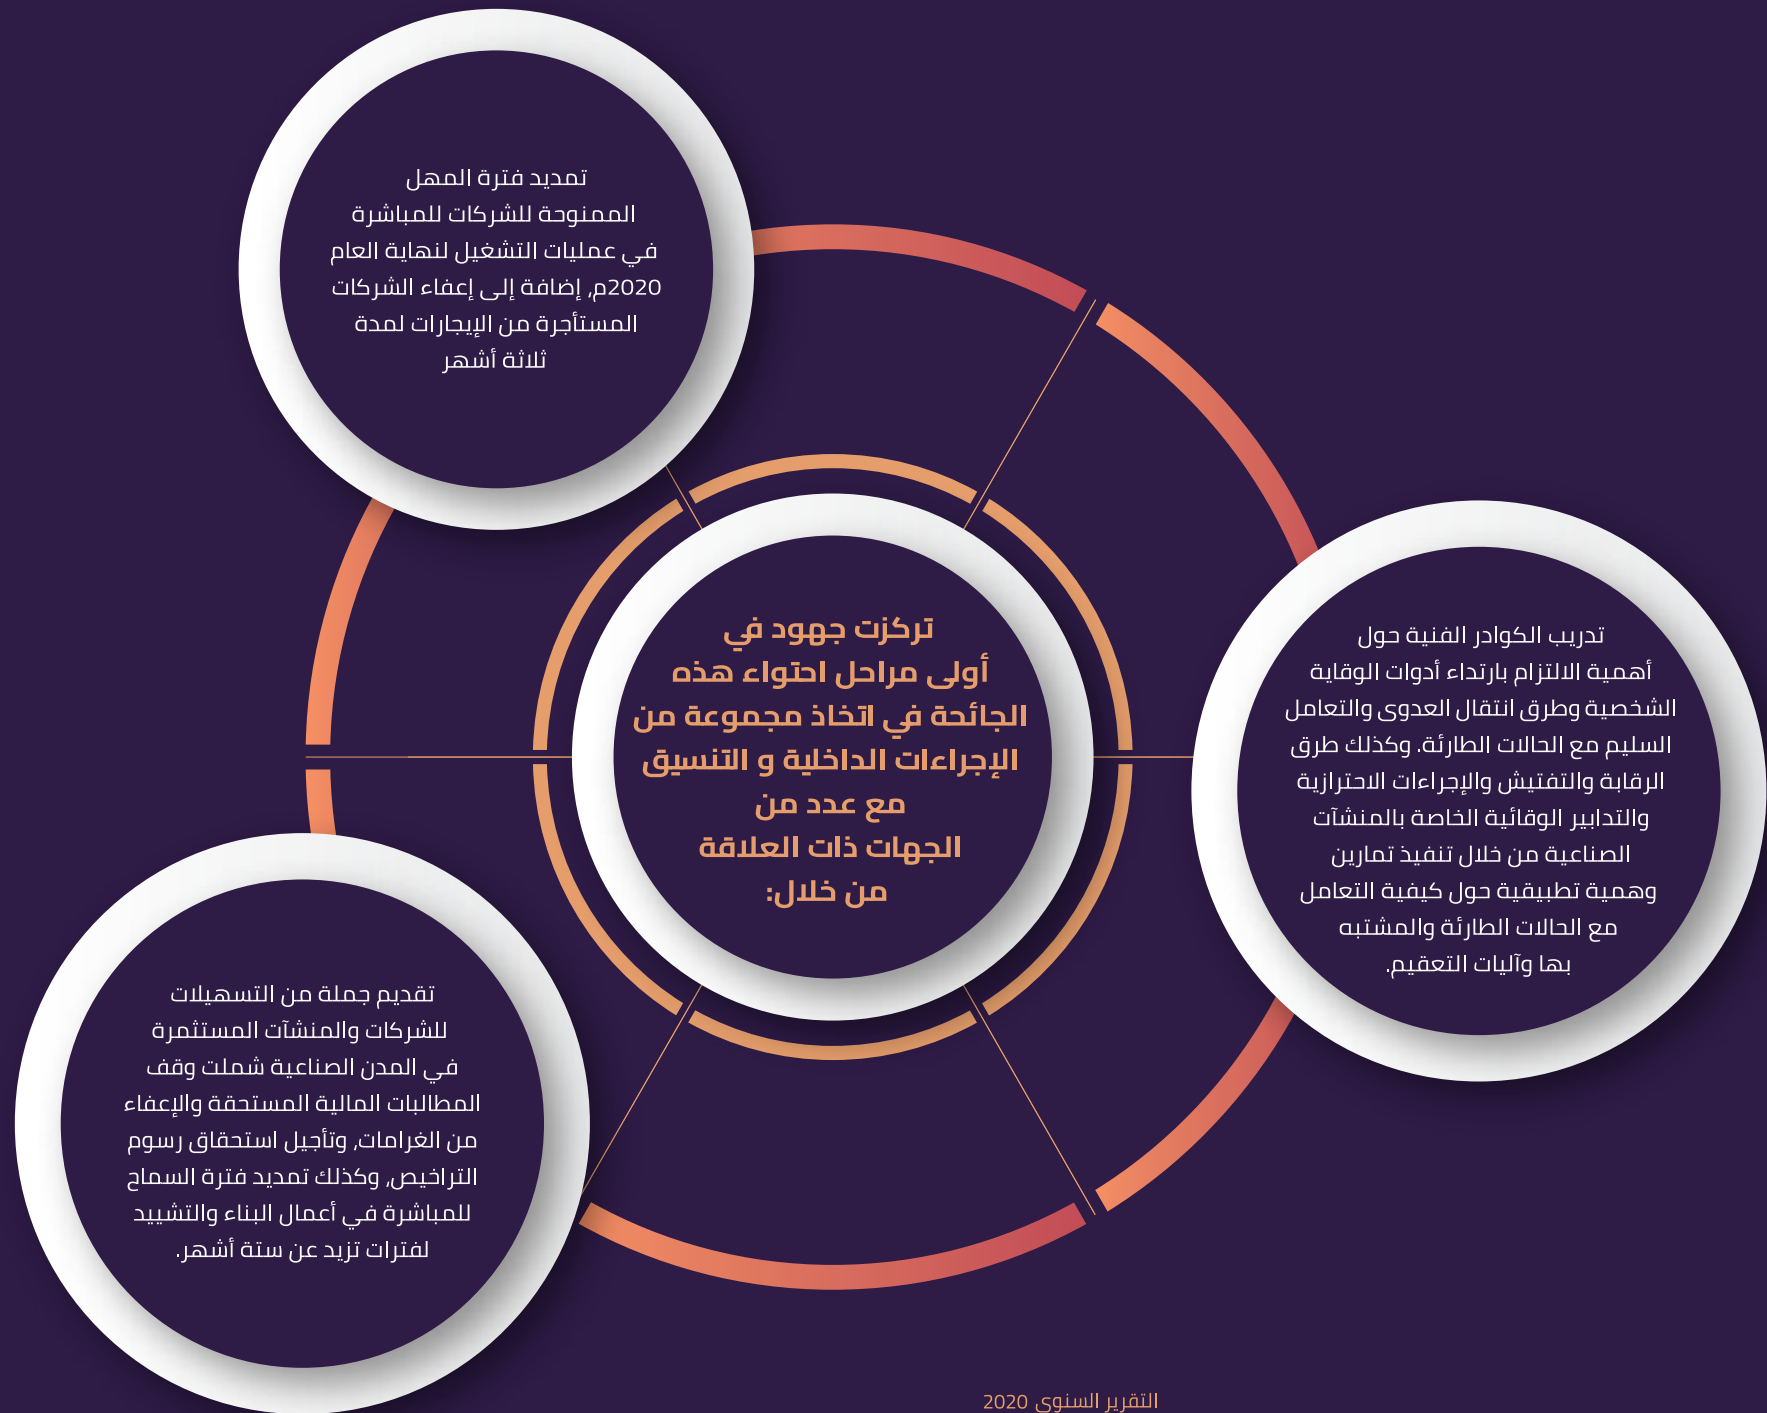 تمديد فترة المهل
الممنوحة للشركات للمباشرة
في عمليات التشغيل لنهاية العام
2020م، إضافة إلى إعفاء الشركات
المستأجرة من الإيجارات لمدة
ثلاثة أشهر
تركزت جهود في
أولى مراحل احتواء هذه
الجائحة في اتخاذ مجموعة من
الإجراءات الداخلية و التنسيق
مع عدد من
الجهات ذات العلاقة
من خلال:
تدريب الكوادر الفنية حول
أهمية الالتزام بارتداء أدوات الوقاية
الشخصية وطرق انتقال العدوى والتعامل
السليم مع الحالات الطارئة. وكذلك طرق
الرقابة والتفتيش والإجراءات الاحترازية
والتدابير الوقائية الخاصة بالمنشآت
الصناعية من خلال تنفيذ تمارين
وهمية تطبيقية حول كيفية التعامل
مع الحالات الطارئة والمشتبه
بها وآليات التعقيم.
تقديم جملة من التسهيلات
للشركات والمنشآت المستثمرة
في المدن الصناعية شملت وقف
المطالبات المالية المستحقة والإعفاء
من الغرامات، وتأجيل استحقاق رسوم
التراخيص، وكذلك تمديد فترة السماح
للمباشرة في أعمال البناء والتشييد
لفترات تزيد عن ستة أشهر.
التقرير السنوي 2020